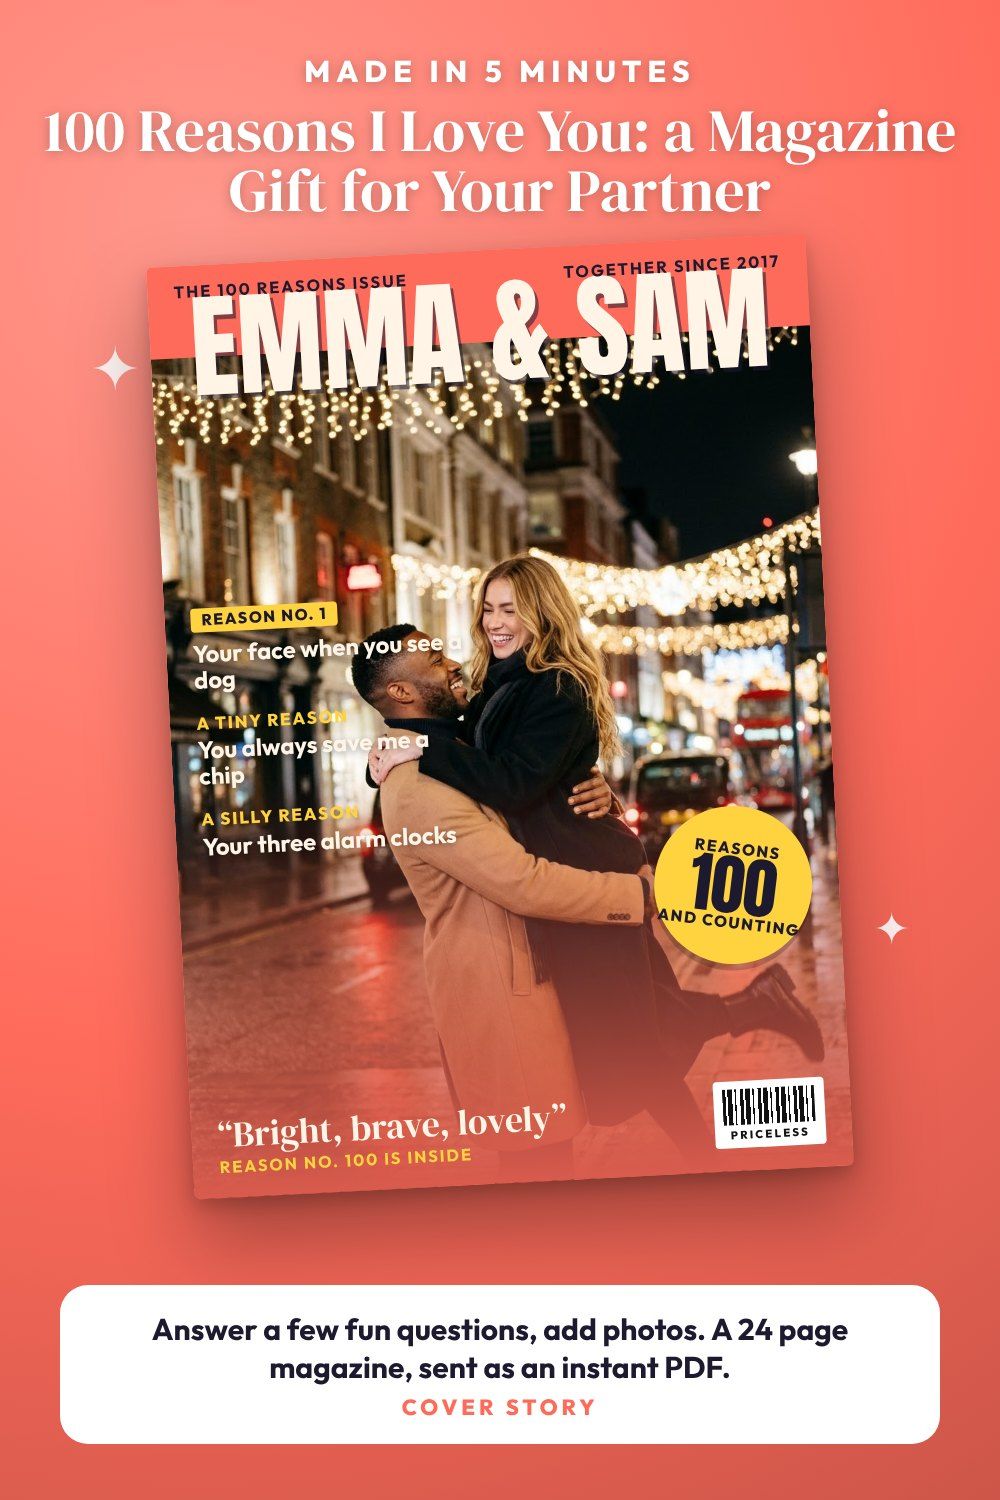 MADE IN 5 MINUTES
100 Reasons I Love You: a Magazine
Gift for Your Partner
THE 100 REASONS ISSUE
TOGETHER SINCE 2017
EMMA & SAM
REASON NO. 1
Your face when you see a
dog
A TINY REASON
You always save me a
chip
A SILLY REASON
Your three alarm clocks
REASONS
100
AND COUNTING
“Bright, brave, lovely”
REASON NO. 100 IS INSIDE
PRICELESS
Answer a few fun questions, add photos. A 24 page
magazine, sent as an instant PDF.
COVER STORY